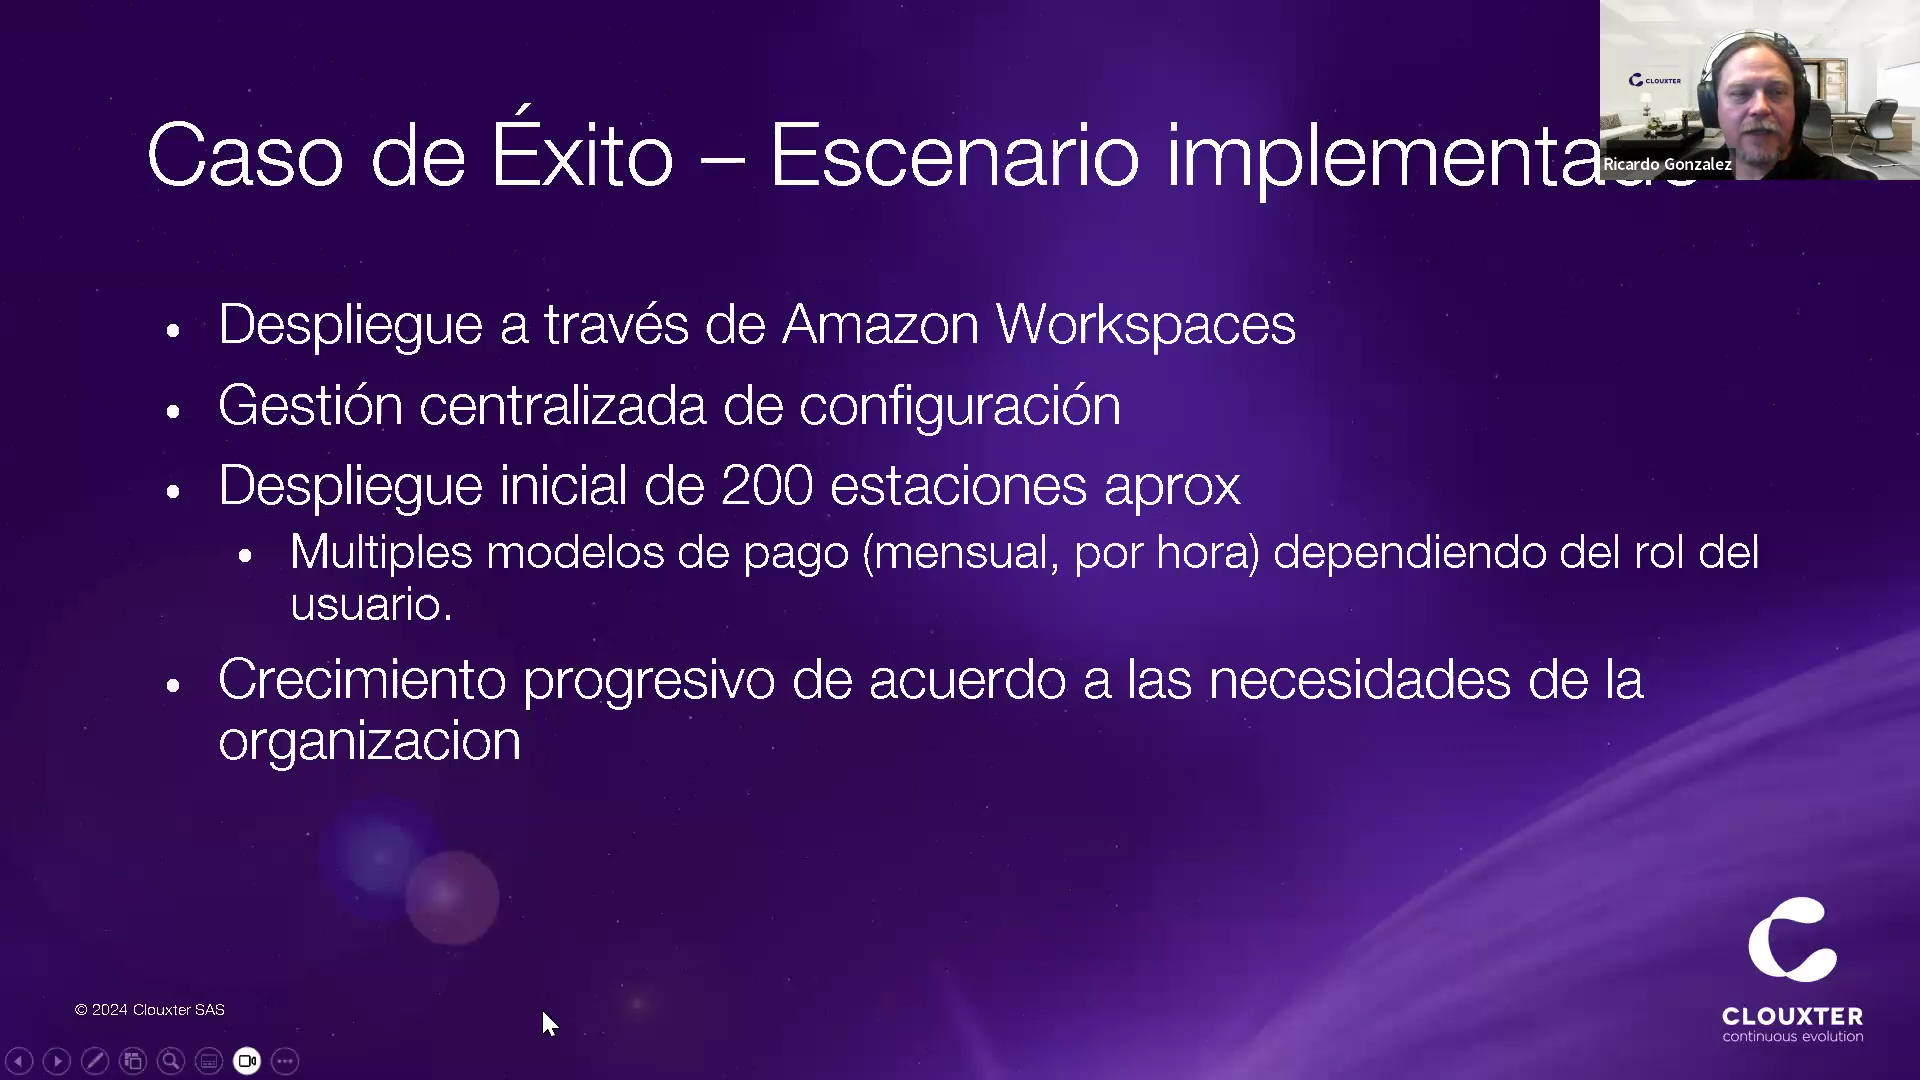 Caso de Éxito – Escenario
CLOUXTER
Ricardo Gonzalez
• Despliegue a través de Amazon Workspaces
• Gestión centralizada de configuración
• Despliegue inicial de 200 estaciones aprox
• Multiples modelos de pago (mensual, por hora) dependiendo del rol del
usuario.
• Crecimiento progresivo de acuerdo a las necesidades de la
organizacion
© 2024 Clouxter SAS
CLOUXTER
continuous evolution